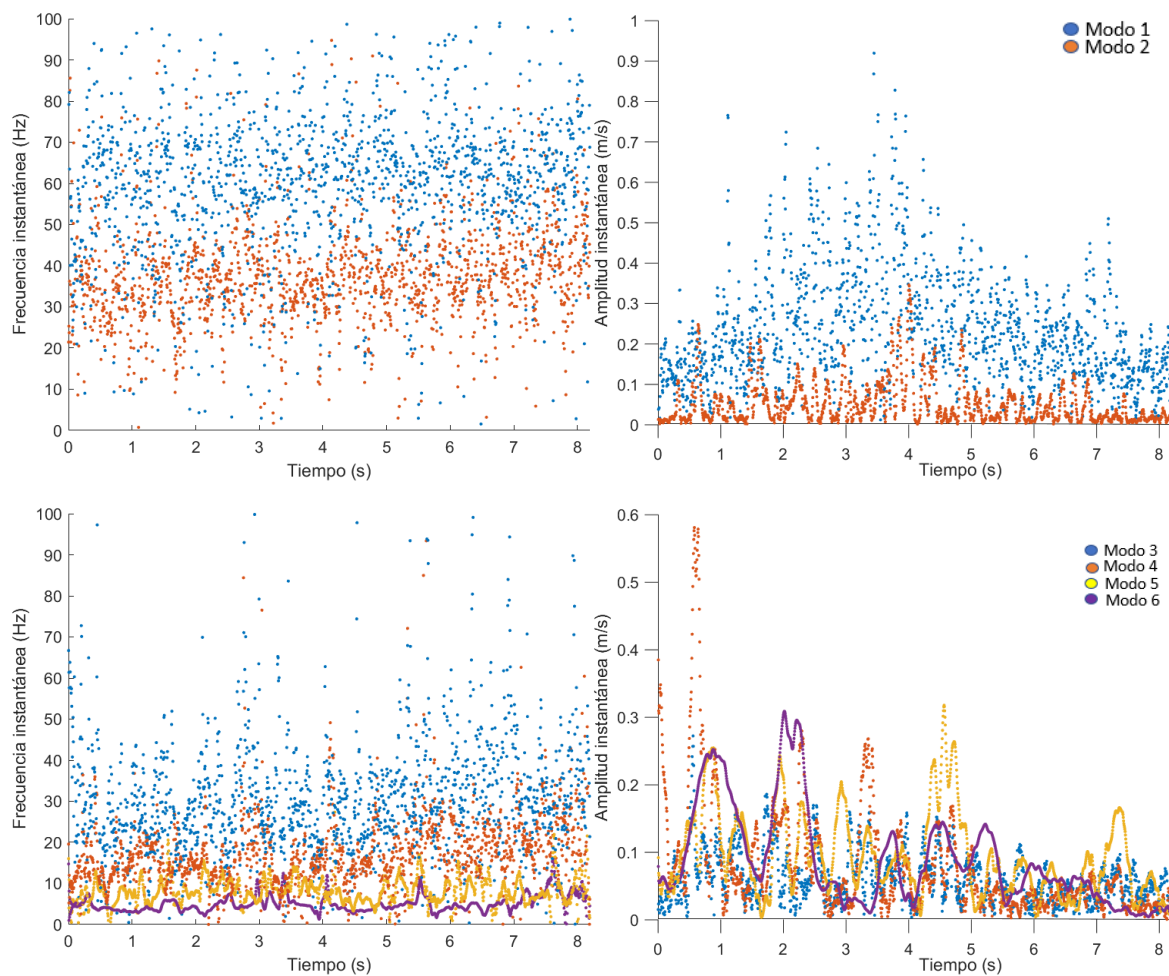 100
90
80
70
60
50
40
30
20
10
0
Frecuencia instantánea (Hz)
0 1 2 3 4 5 6 7 8
Tiempo (s)
1
0.9
0.8
0.7
0.6
0.5
0.4
0.3
0.2
0.1
0
Amplitud instantánea (m/s)
0 1 2 3 4 5 6 7 8
Tiempo (s)
Modo 1
Modo 2
100
90
80
70
60
50
40
30
20
10
0
Frecuencia instantánea (Hz)
0 1 2 3 4 5 6 7 8
Tiempo (s)
0.6
0.5
0.4
0.3
0.2
0.1
0
Amplitud instantánea (m/s)
0 1 2 3 4 5 6 7 8
Tiempo (s)
Modo 3
Modo 4
Modo 5
Modo 6